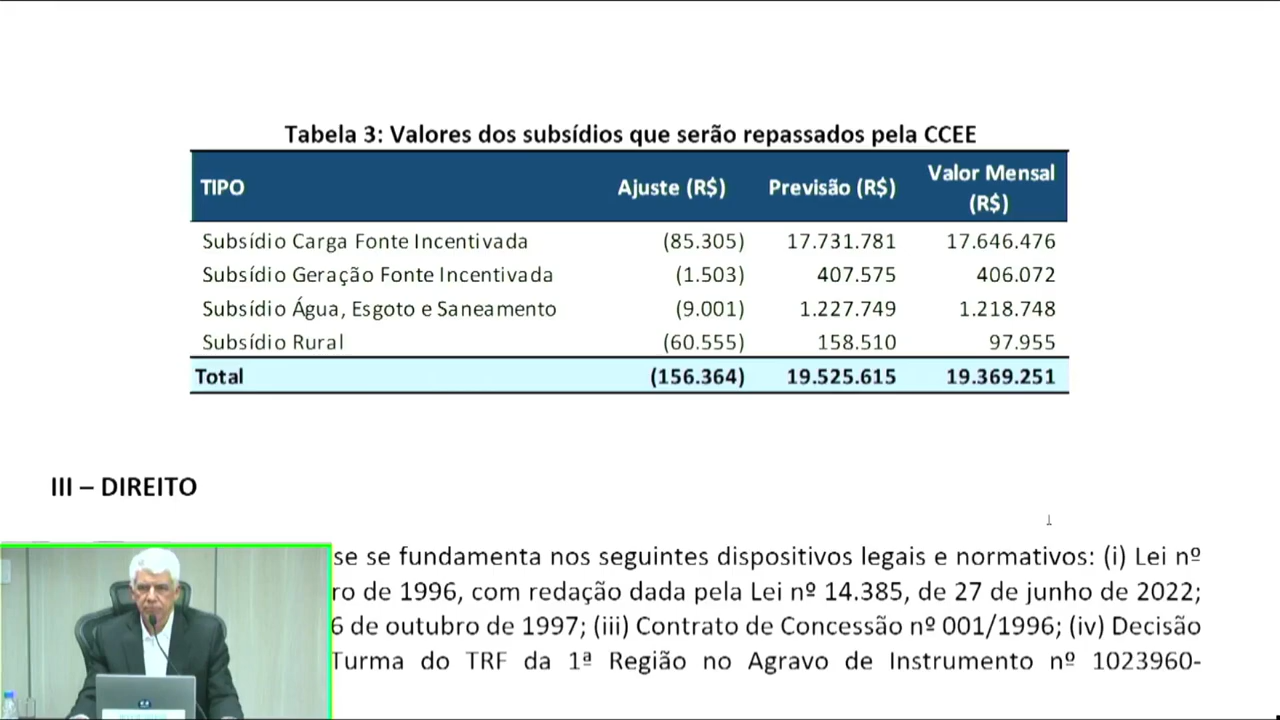 Tabela 3: Valores dos subsídios que serão repassados pela CCEE
TIPO Ajuste (R$) Previsão (R$) Valor Mensal (R$)
Subsídio Carga Fonte Incentivada (85.305) 17.731.781 17.646.476
Subsídio Geração Fonte Incentivada (1.503) 407.575 406.072
Subsídio Água, Esgoto e Saneamento (9.001) 1.227.749 1.218.748
Subsídio Rural (60.555) 158.510 97.955
Total (156.364) 19.525.615 19.369.251
III – DIREITO
se se fundamenta nos seguintes dispositivos legais e normativos: (i) Lei nº
ro de 1996, com redação dada pela Lei nº 14.385, de 27 de junho de 2022;
6 de outubro de 1997; (iii) Contrato de Concessão nº 001/1996; (iv) Decisão
Turma do TRF da 1ª Região no Agravo de Instrumento nº 1023960-